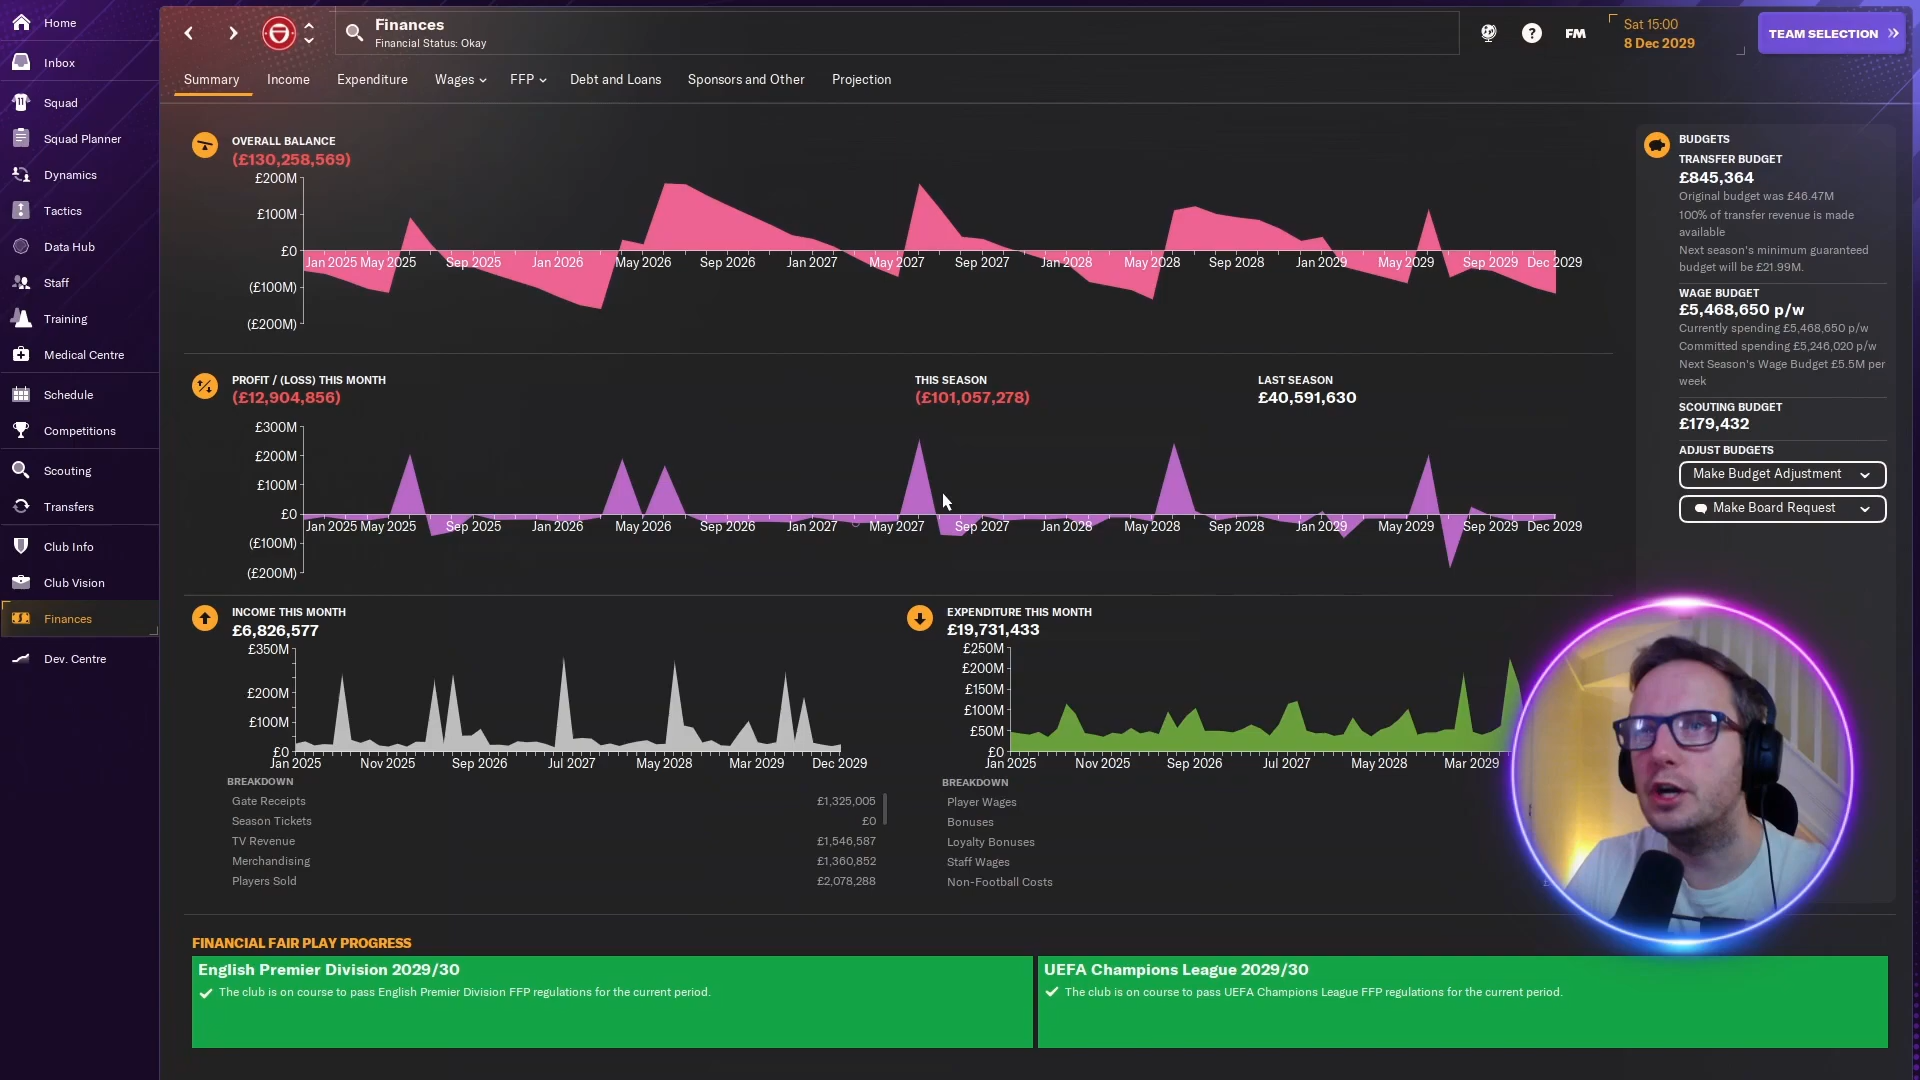 Home
Inbox
Squad
Squad Planner
Dynamics
Tactics
Data Hub
Staff
Training
Medical Centre
Schedule
Competitions
Scouting
Transfers
Club Info
Club Vision
Finances
Dev. Centre
Finances
Financial Status: Okay
?
FM
Sat 15:00
8 Dec 2029
TEAM SELECTION
Summary Income Expenditure Wages FFP Debt and Loans Sponsors and Other Projection
OVERALL BALANCE
(£130,258,569)
£200M
£100M
£0
(£100M)
(£200M)
Jan 2025 May 2025 Sep 2025 Jan 2026 May 2026 Sep 2026 Jan 2027 May 2027 Sep 2027 Jan 2028 May 2028 Sep 2028 Jan 2029 May 2029 Sep 2029 Dec 2029
PROFIT / (LOSS) THIS MONTH
(£12,904,856)
THIS SEASON
(£101,057,278)
LAST SEASON
£40,591,630
£300M
£200M
£100M
£0
(£100M)
(£200M)
Jan 2025 May 2025 Sep 2025 Jan 2026 May 2026 Sep 2026 Jan 2027 May 2027 Sep 2027 Jan 2028 May 2028 Sep 2028 Jan 2029 May 2029 Sep 2029 Dec 2029
INCOME THIS MONTH
£6,826,577
£350M
£200M
£100M
£0
Jan 2025 Nov 2025 Sep 2026 Jul 2027 May 2028 Mar 2029 Dec 2029
BREAKDOWN
Gate Receipts £1,325,005
Season Tickets £0
TV Revenue £1,546,587
Merchandising £1,360,852
Players Sold £2,078,288
EXPENDITURE THIS MONTH
£19,731,433
£250M
£200M
£150M
£100M
£50M
£0
Jan 2025 Nov 2025 Sep 2026 Jul 2027 May 2028 Mar 2029
BREAKDOWN
Player Wages
Bonuses
Loyalty Bonuses
Staff Wages
Non-Football Costs
BUDGETS
TRANSFER BUDGET
£845,364
Original budget was £46.47M
100% of transfer revenue is made
available
Next season's minimum guaranteed
budget will be £21.99M.
WAGE BUDGET
£5,468,650 p/w
Currently spending £5,468,650 p/w
Committed spending £5,246,020 p/w
Next Season's Wage Budget £5.5M per
week
SCOUTING BUDGET
£179,432
ADJUST BUDGETS
Make Budget Adjustment
Make Board Request
FINANCIAL FAIR PLAY PROGRESS
English Premier Division 2029/30
The club is on course to pass English Premier Division FFP regulations for the current period.
UEFA Champions League 2029/30
The club is on course to pass UEFA Champions League FFP regulations for the current period.